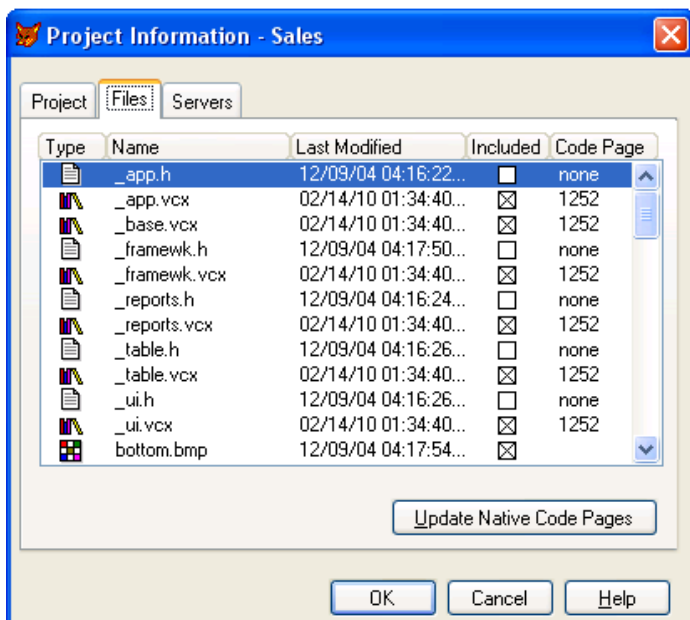 Project Information - Sales
Project Files Servers
Type Name Last Modified Included Code Page
_app.h 12/09/04 04:16:22... none
_app.vcx 02/14/10 01:34:40... 1252
_base.vcx 02/14/10 01:34:40... 1252
_framewk.h 12/09/04 04:17:50... none
_framewk.vcx 02/14/10 01:34:40... 1252
_reports.h 12/09/04 04:16:24... none
_reports.vcx 02/14/10 01:34:40... 1252
_table.h 12/09/04 04:16:26... none
_table.vcx 02/14/10 01:34:40... 1252
_ui.h 12/09/04 04:16:26... none
_ui.vcx 02/14/10 01:34:40... 1252
bottom.bmp 12/09/04 04:17:54...
Update Native Code Pages
OK Cancel Help